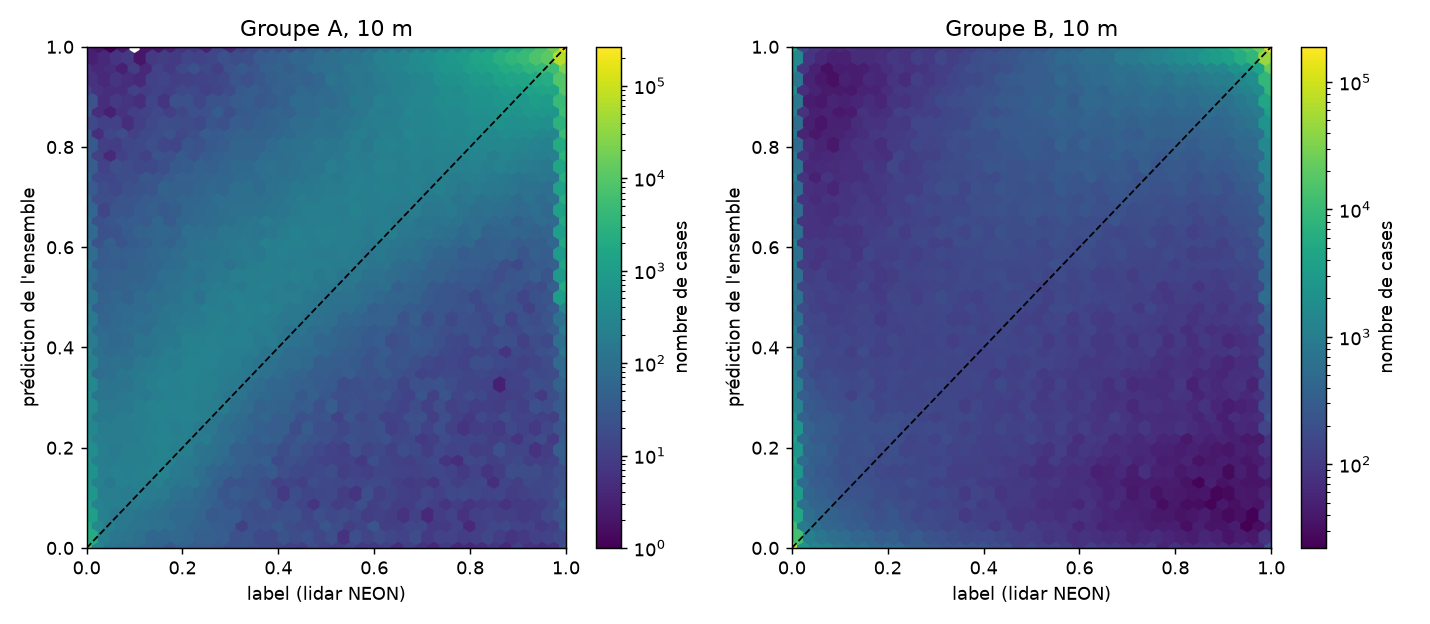 Groupe A, 10 m
1.0
0.8
0.6
0.4
0.2
0.0
prédiction de l'ensemble
0.0 0.2 0.4 0.6 0.8 1.0
label (lidar NEON)
10^5
10^4
10^3
10^2
10^1
10^0
nombre de cases
Groupe B, 10 m
1.0
0.8
0.6
0.4
0.2
0.0
prédiction de l'ensemble
0.0 0.2 0.4 0.6 0.8 1.0
label (lidar NEON)
10^5
10^4
10^3
10^2
nombre de cases